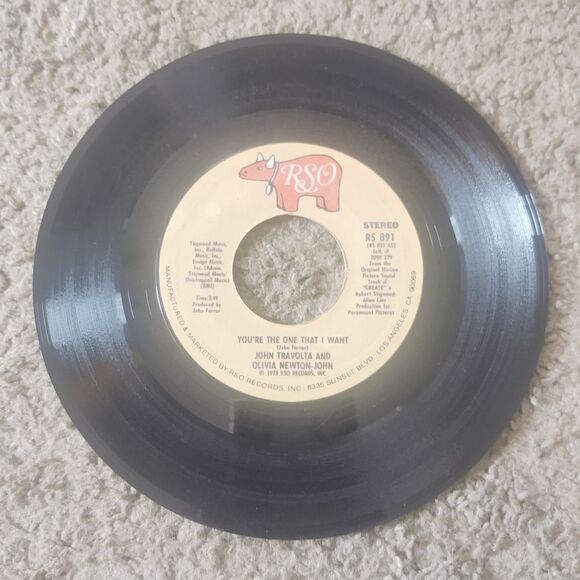 RSO
STEREO
RS 891
(RS 891 AS)
Int. #
2090 279
From the
Original Motion
Picture Sound
Track of
"GREASE" a
Robert Stigwood-
Allan Carr
Production for
Paramount Pictures
Stigwood Music,
Inc., Buffalo
Music, Inc.,
Ensign Music
Inc. (Admin.
Stigwood Music/
Unichappell Music)
(BMI)
Time: 2:49
Produced by
John Farrar
YOU'RE THE ONE THAT I WANT
(John Farrar)
JOHN TRAVOLTA AND
OLIVIA NEWTON-JOHN
℗ 1978 RSO RECORDS, INC.
MANUFACTURED & MARKETED BY RSO RECORDS, INC. 8335 SUNSET BLVD., LOS ANGELES, CA. 90069